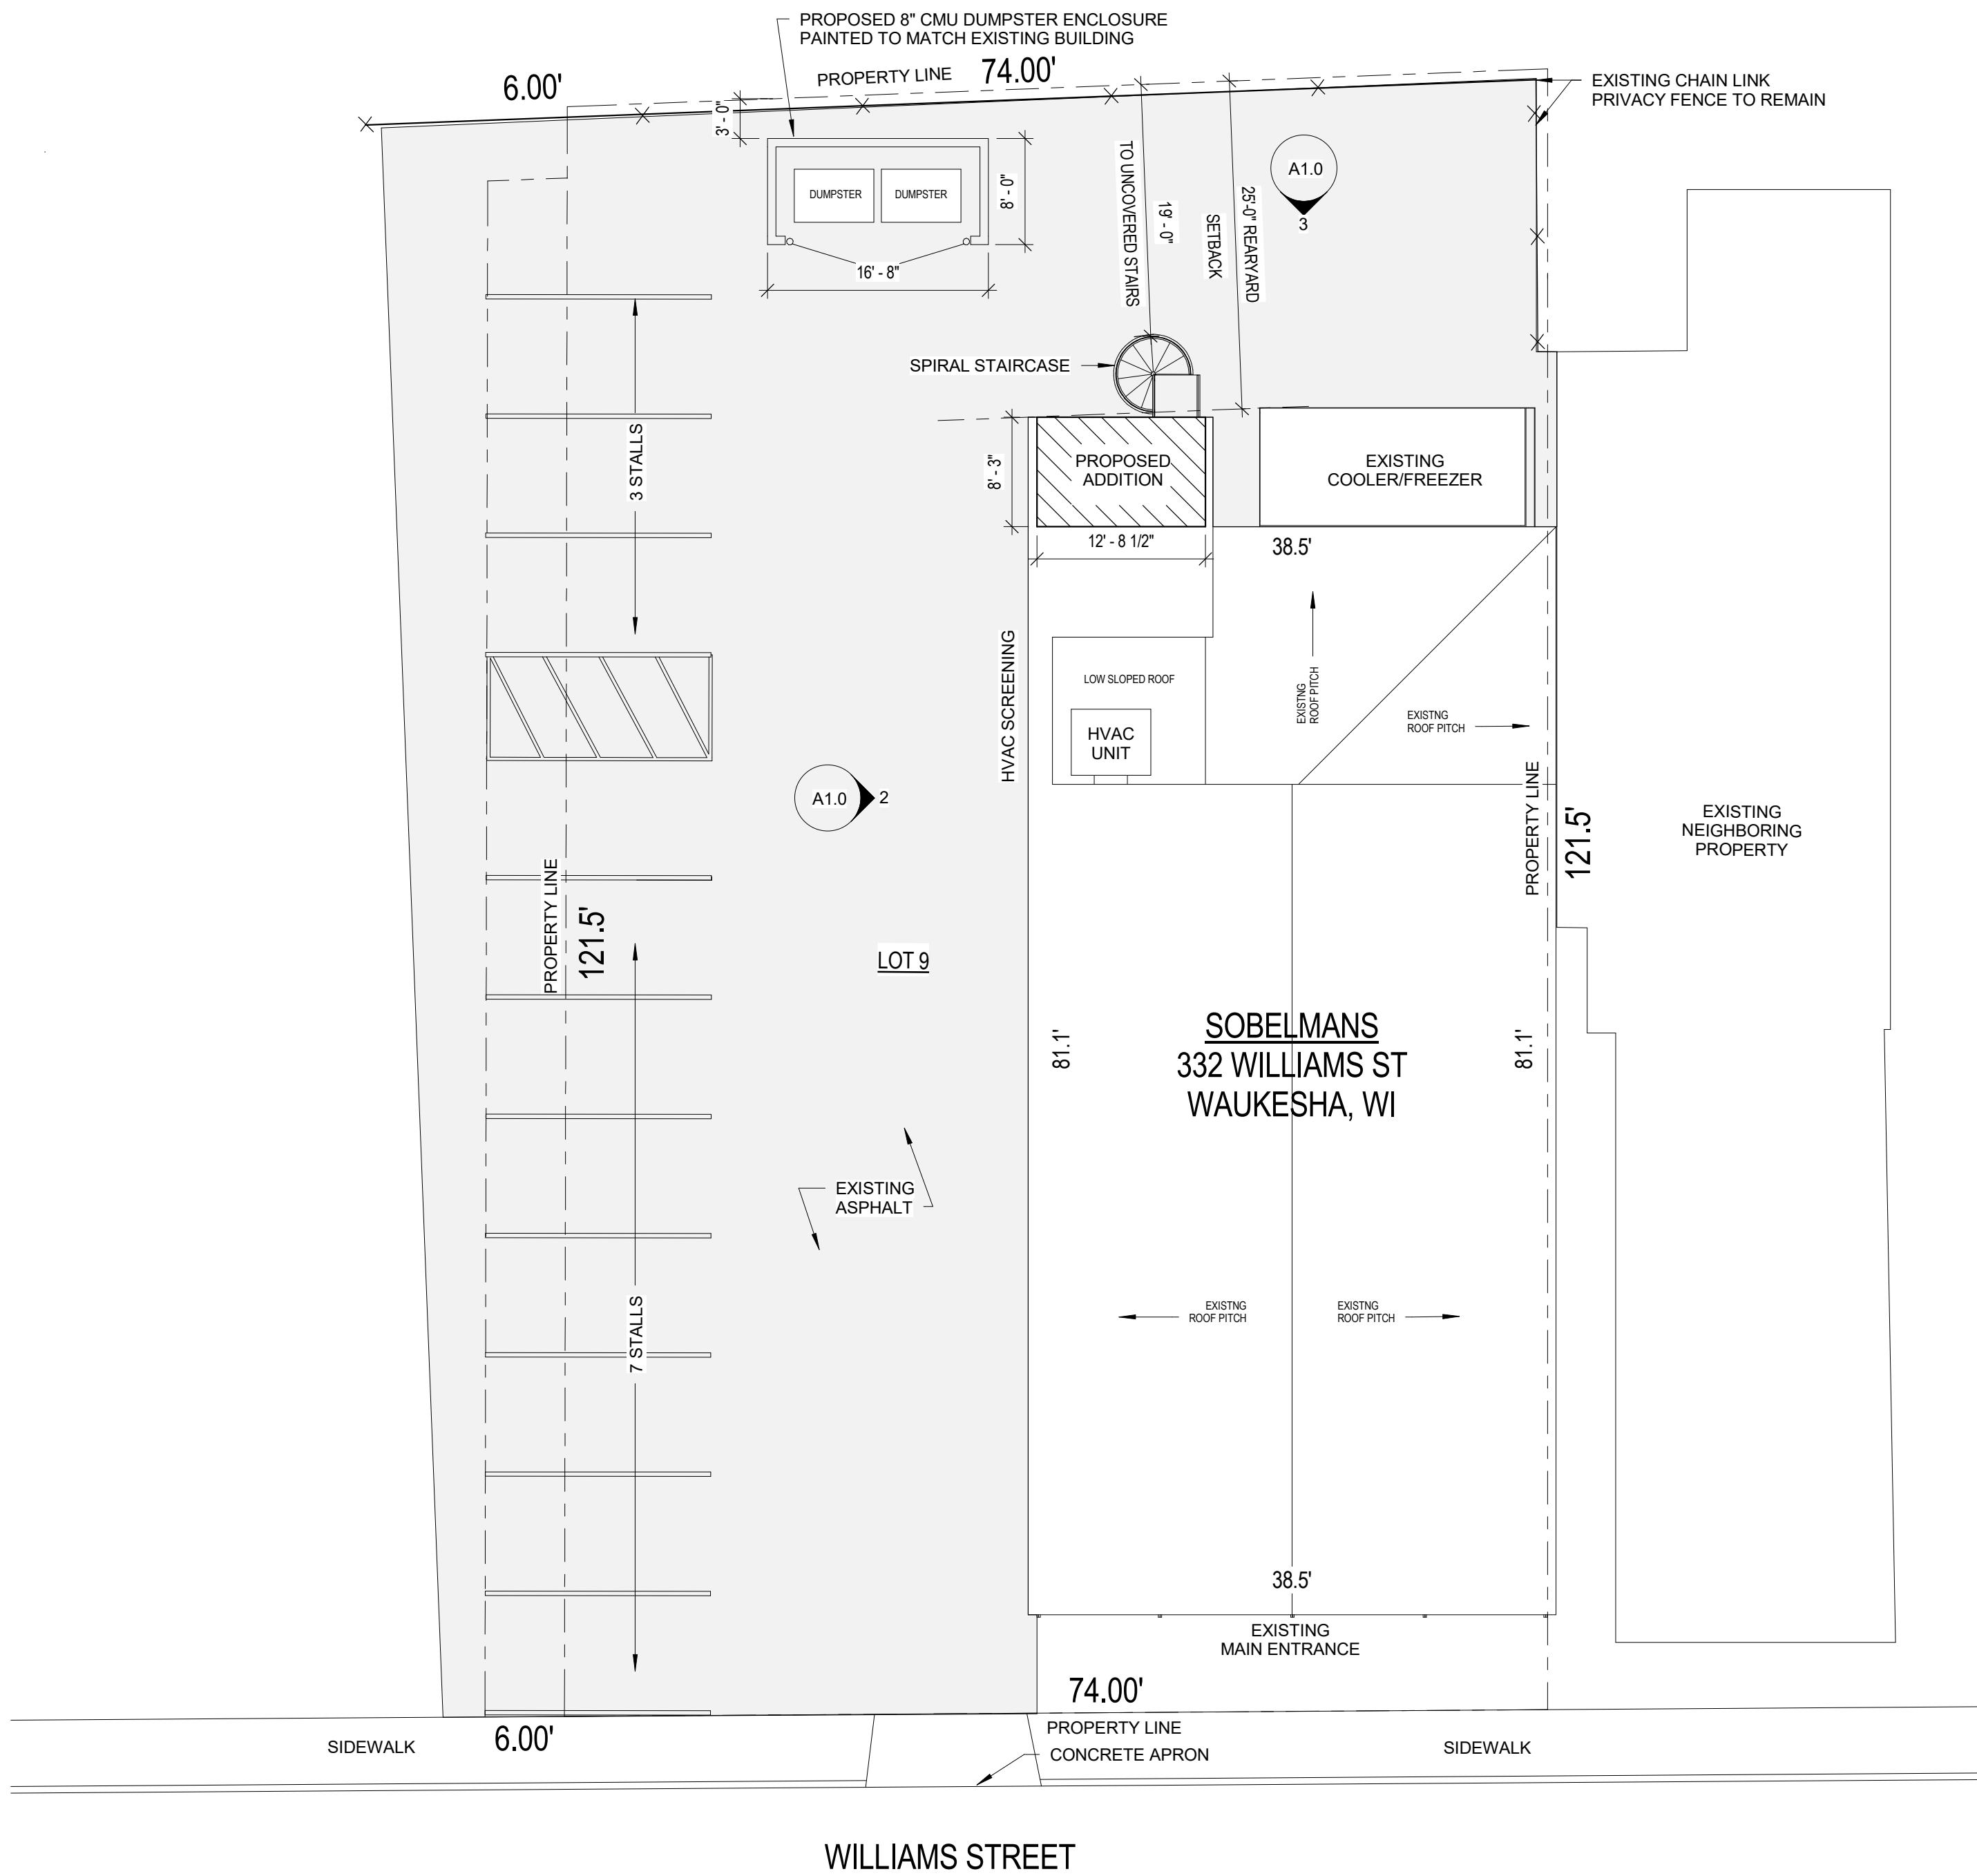 PROPOSED 8" CMU DUMPSTER ENCLOSURE
PAINTED TO MATCH EXISTING BUILDING
6.00'
PROPERTY LINE
74.00'
EXISTING CHAIN LINK
PRIVACY FENCE TO REMAIN
3' - 0"
DUMPSTER
DUMPSTER
8' - 0"
16' - 8"
TO UNCOVERED STAIRS
19' - 0"
SETBACK
25'-0" REARYARD
A1.0
3
SPIRAL STAIRCASE
3 STALLS
8' - 3"
PROPOSED
ADDITION
EXISTING
COOLER/FREEZER
12' - 8 1/2"
38.5'
HVAC SCREENING
LOW SLOPED ROOF
HVAC
UNIT
EXISTNG
ROOF PITCH
EXISTNG
ROOF PITCH
A1.0
2
PROPERTY LINE
121.5'
PROPERTY LINE
121.5'
EXISTING
NEIGHBORING
PROPERTY
LOT 9
SOBELMANS
332 WILLIAMS ST
WAUKESHA, WI
81.1'
81.1'
EXISTING
ASPHALT
7 STALLS
EXISTNG
ROOF PITCH
EXISTNG
ROOF PITCH
38.5'
EXISTING
MAIN ENTRANCE
74.00'
6.00'
SIDEWALK
PROPERTY LINE
CONCRETE APRON
SIDEWALK
WILLIAMS STREET